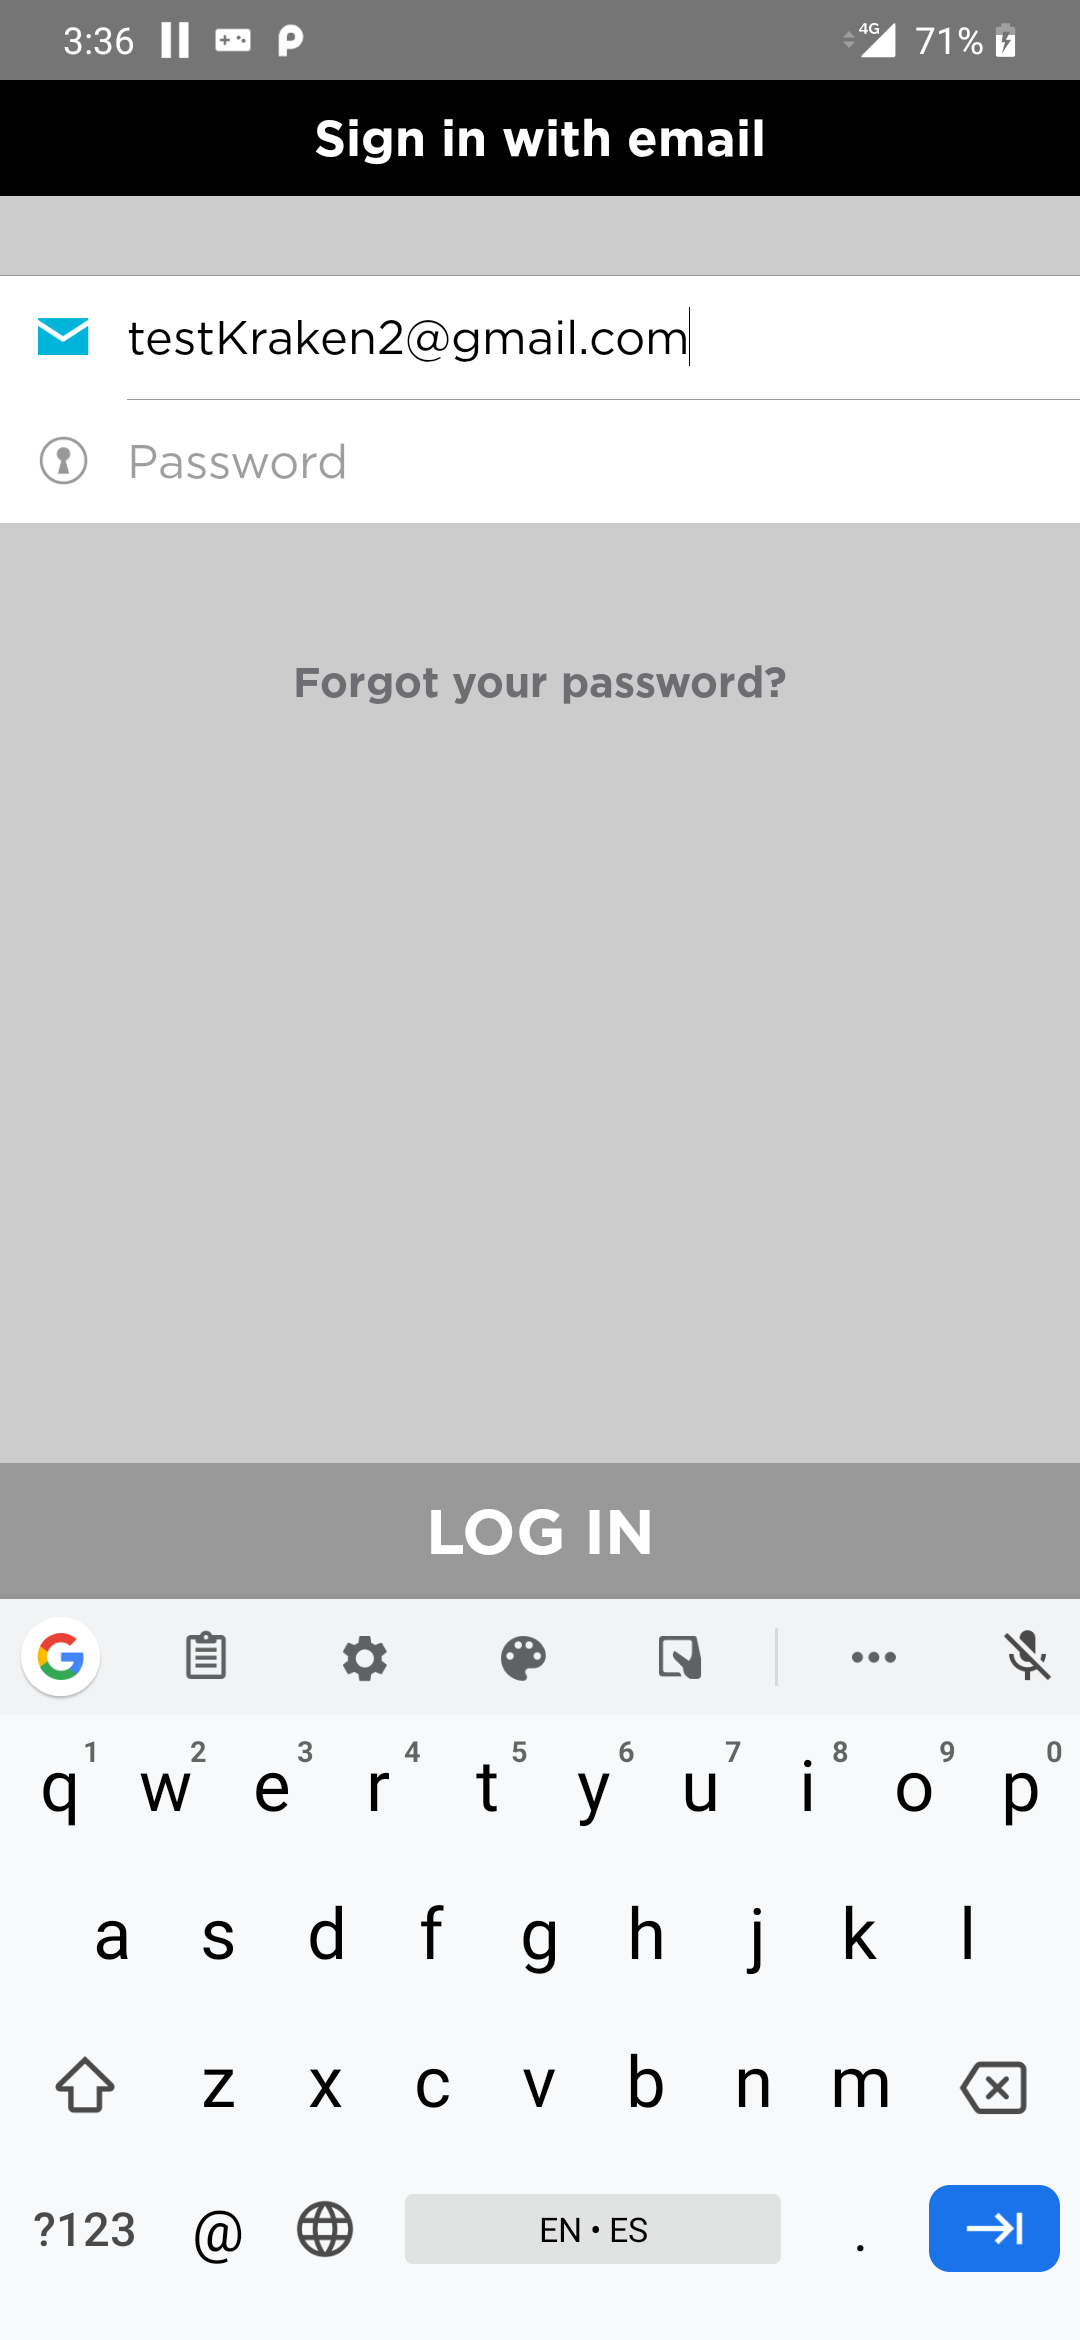 3:36 4G 71%
Sign in with email
testKraken2@gmail.com
Password
Forgot your password?
LOG IN
1 2 3 4 5 6 7 8 9 0
q w e r t y u i o p
a s d f g h j k l
z x c v b n m
?123 @ EN • ES .